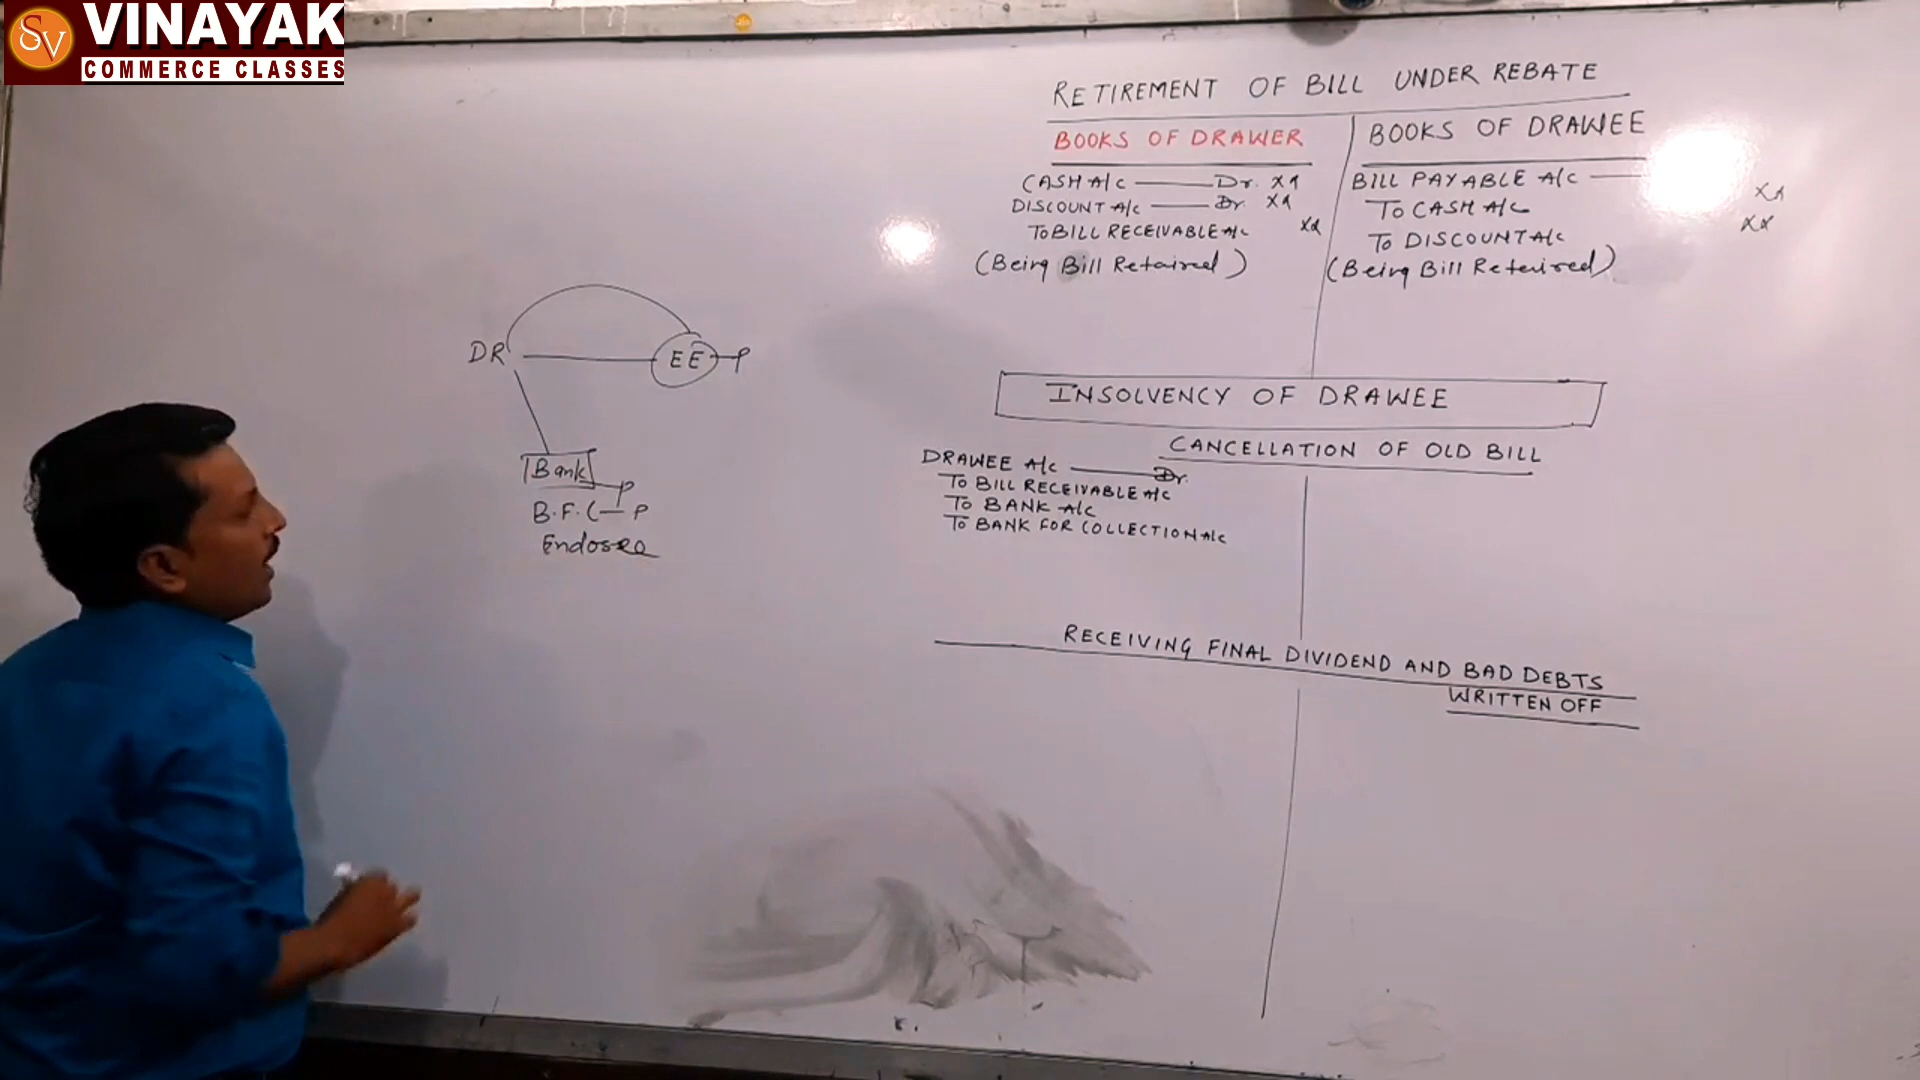 SV
VINAYAK
COMMERCE CLASSES
RETIREMENT OF BILL UNDER REBATE
BOOKS OF DRAWER
CASH A/c ——— Dr. XX
DISCOUNT A/c ——— Dr. XX
TO BILL RECEIVABLE A/c XX
(Being Bill Retaired)
BOOKS OF DRAWEE
BILL PAYABLE A/c ——
XX
TO CASH A/c
XX
TO DISCOUNT A/c
(Being Bill Reteired)
DR
EE P
Bank
P
B.F.C — P
INSOLVENCY OF DRAWEE
CANCELLATION OF OLD BILL
DRAWEE A/c ——— Dr.
TO BILL RECEIVABLE A/c
TO BANK A/c
TO BANK FOR COLLECTION A/c
RECEIVING FINAL DIVIDEND AND BAD DEBTS
WRITTEN OFF